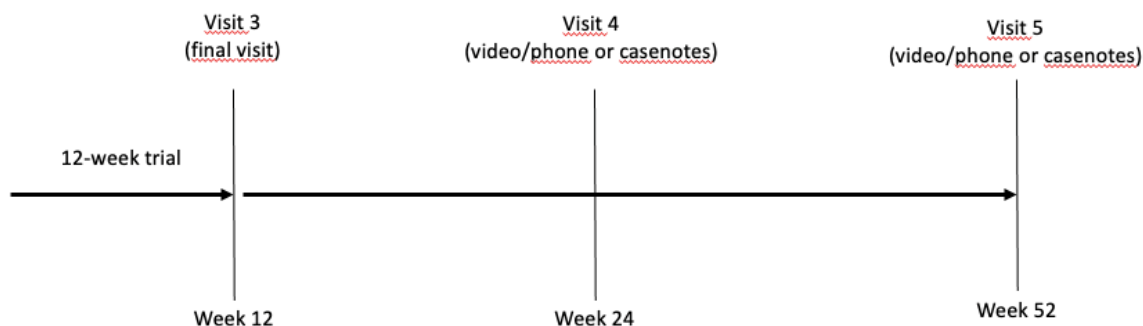 Visit 3
(final visit)
Visit 4
(video/phone or casenotes)
Visit 5
(video/phone or casenotes)
12-week trial
Week 12
Week 24
Week 52